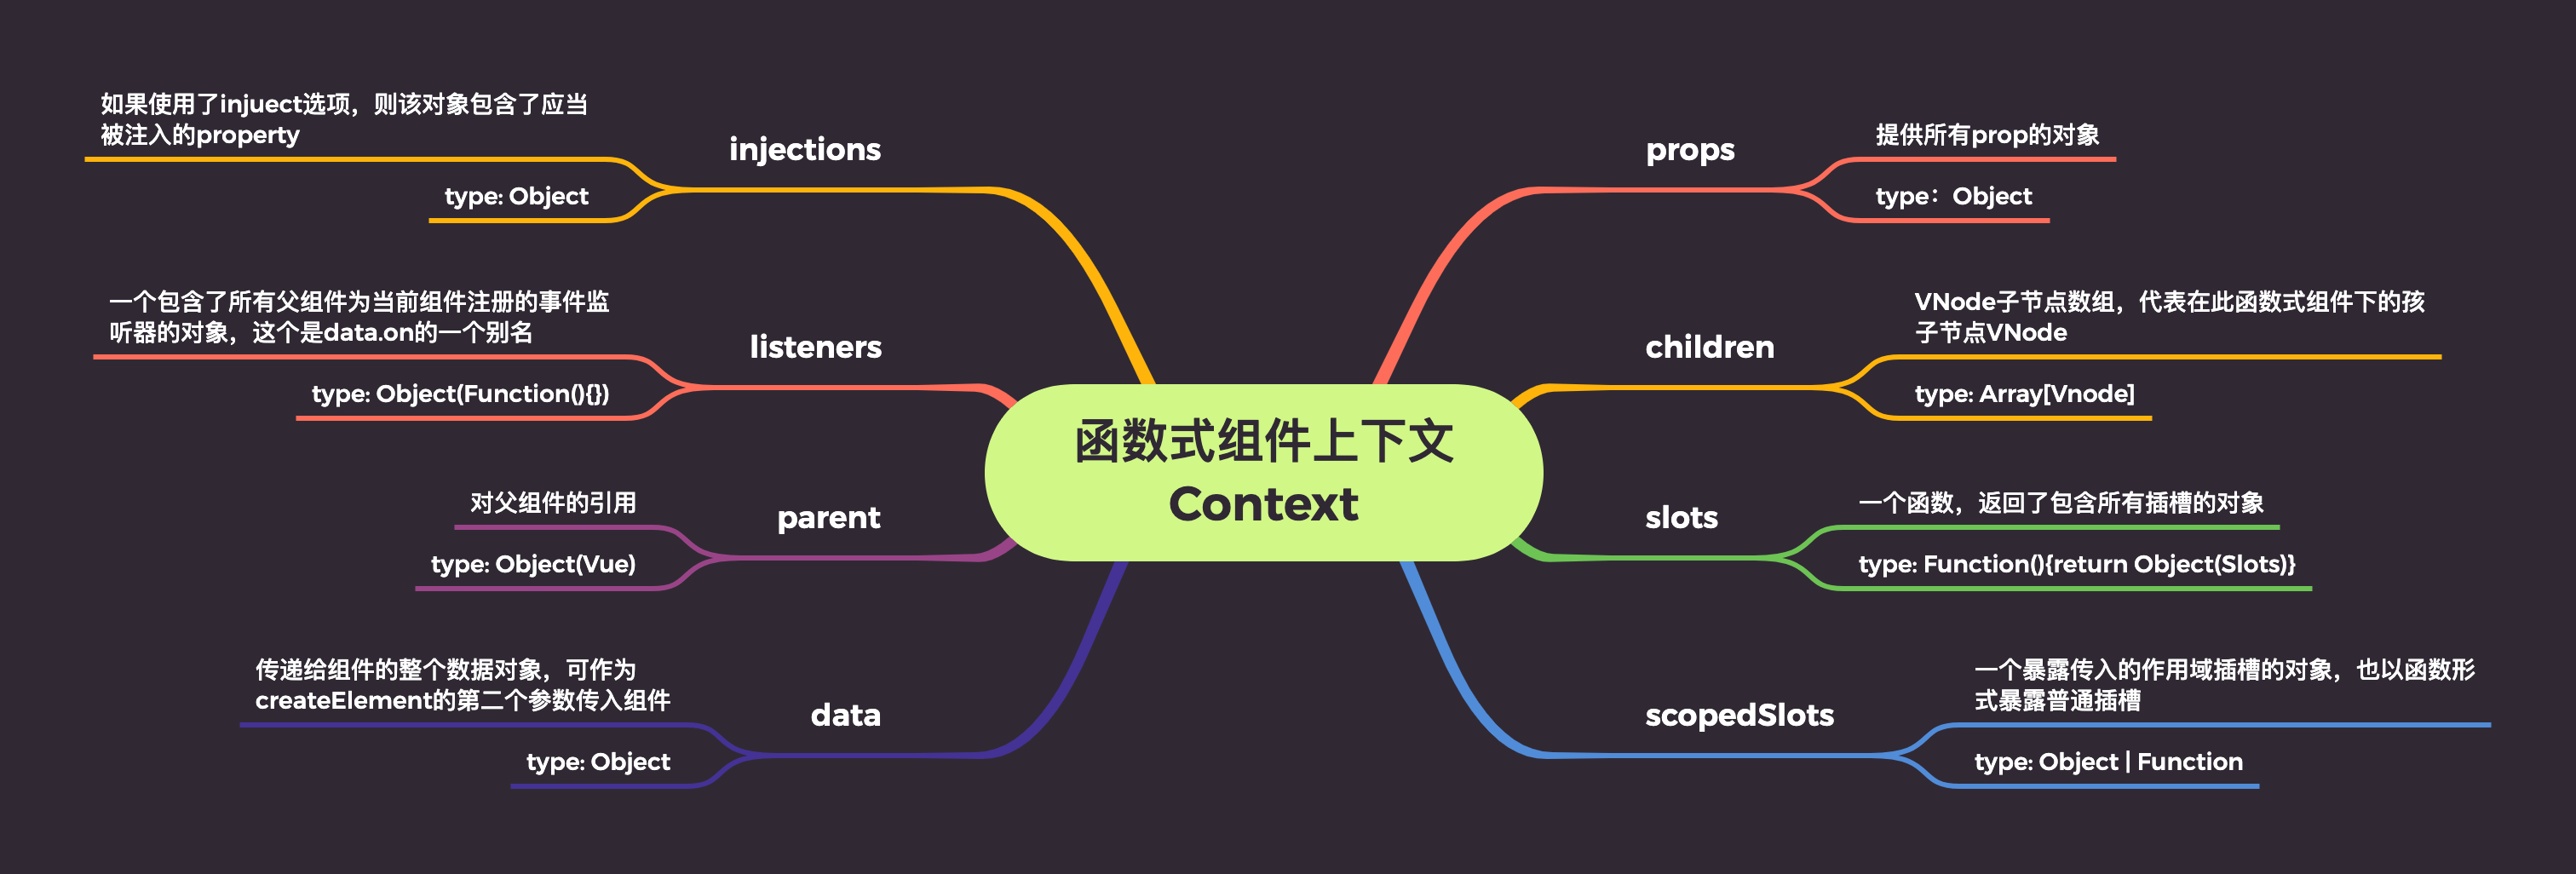 函数式组件上下文
Context
props
提供所有prop的对象
type：Object
children
VNode子节点数组，代表在此函数式组件下的孩
子节点VNode
type: Array[Vnode]
slots
一个函数，返回了包含所有插槽的对象
type: Function(){return Object(Slots)}
scopedSlots
一个暴露传入的作用域插槽的对象，也以函数形
式暴露普通插槽
type: Object | Function
injections
如果使用了injuect选项，则该对象包含了应当
被注入的property
type: Object
listeners
一个包含了所有父组件为当前组件注册的事件监
听器的对象，这个是data.on的一个别名
type: Object(Function(){})
parent
对父组件的引用
type: Object(Vue)
data
传递给组件的整个数据对象，可作为
createElement的第二个参数传入组件
type: Object